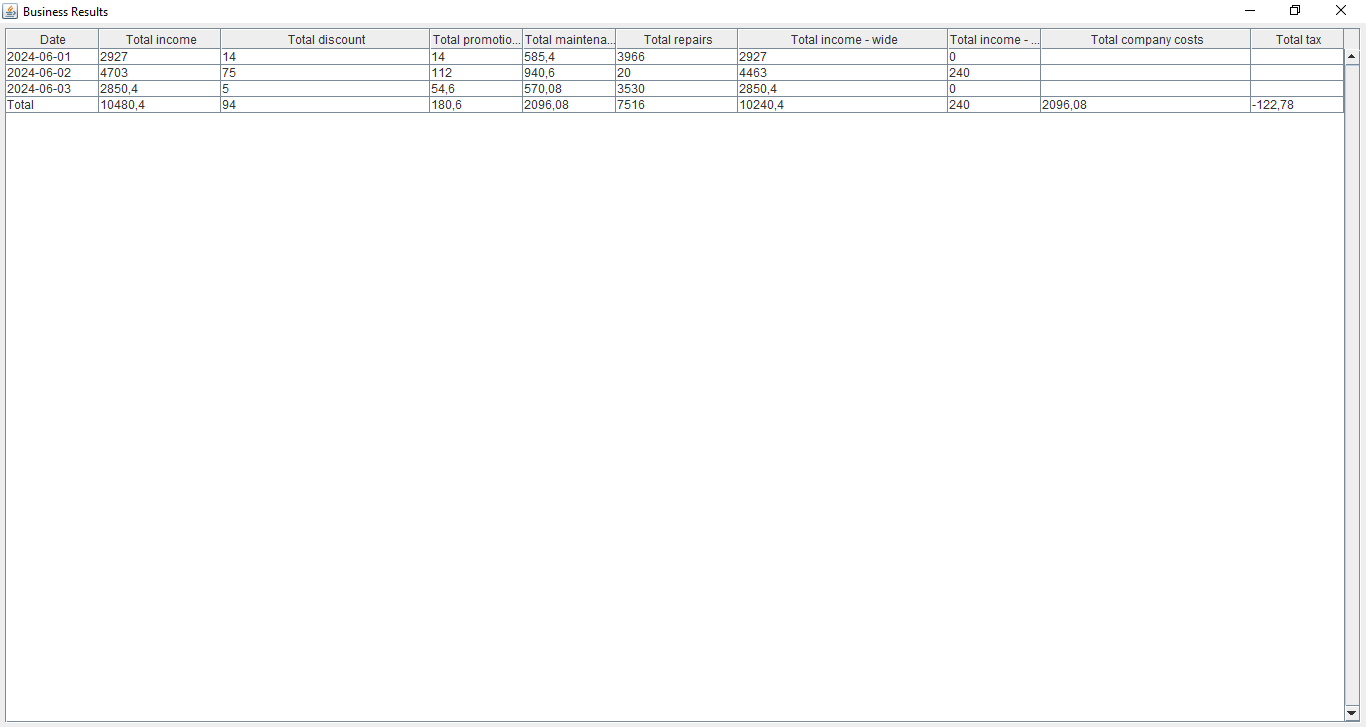 Business Results
Date Total income Total discount Total promotio... Total maintena... Total repairs Total income - wide Total income - ... Total company costs Total tax
2024-06-01 2927 14 14 585,4 3966 2927 0
2024-06-02 4703 75 112 940,6 20 4463 240
2024-06-03 2850,4 5 54,6 570,08 3530 2850,4 0
Total 10480,4 94 180,6 2096,08 7516 10240,4 240 2096,08 -122,78